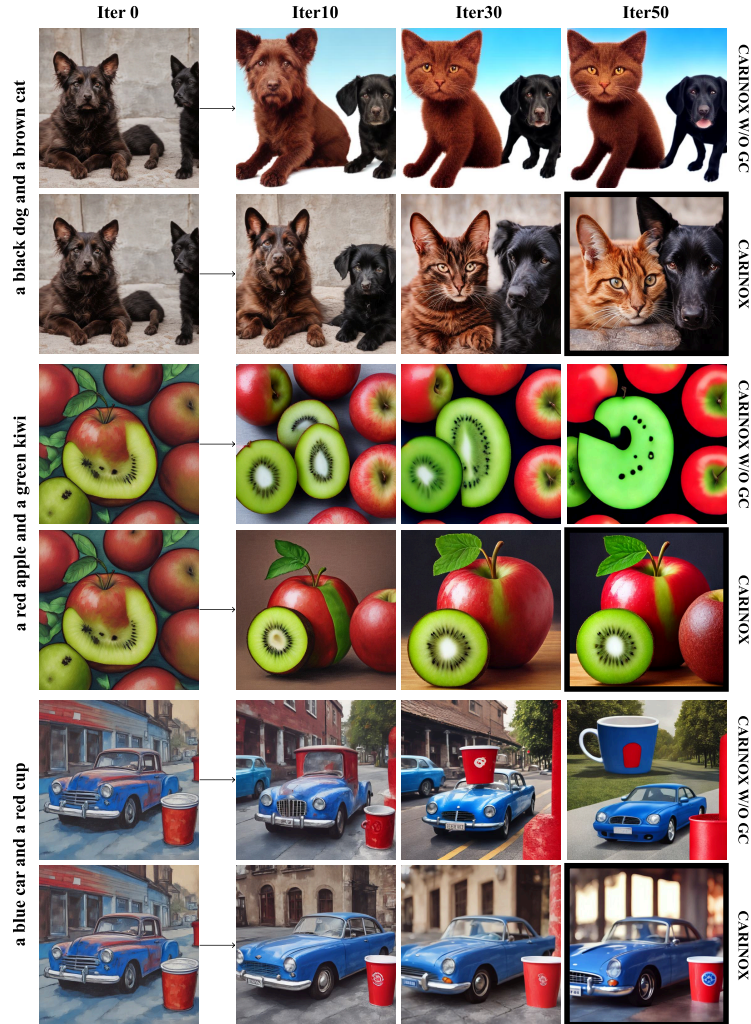 Iter 0 Iter10 Iter30 Iter50
a black dog and a brown cat
CARINOX W/O GC
CARINOX
a red apple and a green kiwi
CARINOX W/O GC
CARINOX
a blue car and a red cup
CARINOX W/O GC
CARINOX